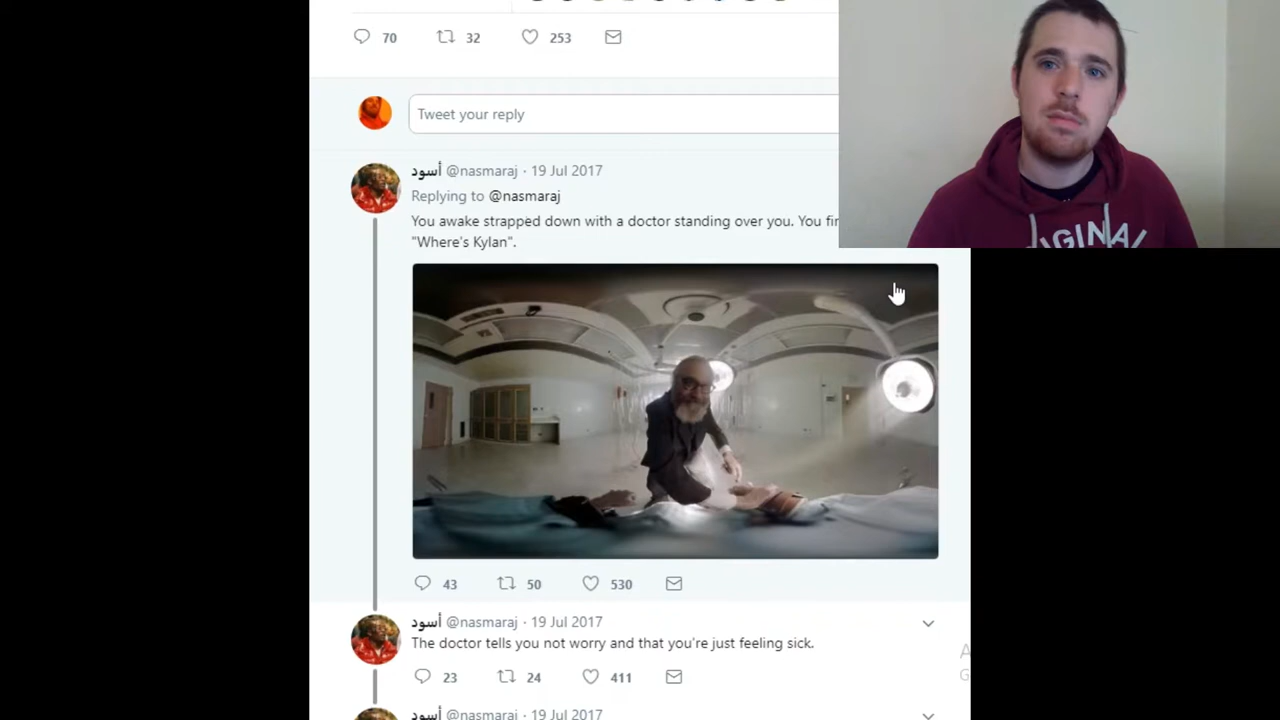 70 32 253
Tweet your reply
أسود @nasmaraj · 19 Jul 2017
Replying to @nasmaraj
You awake strapped down with a doctor standing over you. You
"Where's Kylan".
43 50 530
أسود @nasmaraj · 19 Jul 2017
The doctor tells you not worry and that you're just feeling sick.
23 24 411
أسود @nasmaraj · 19 Jul 2017